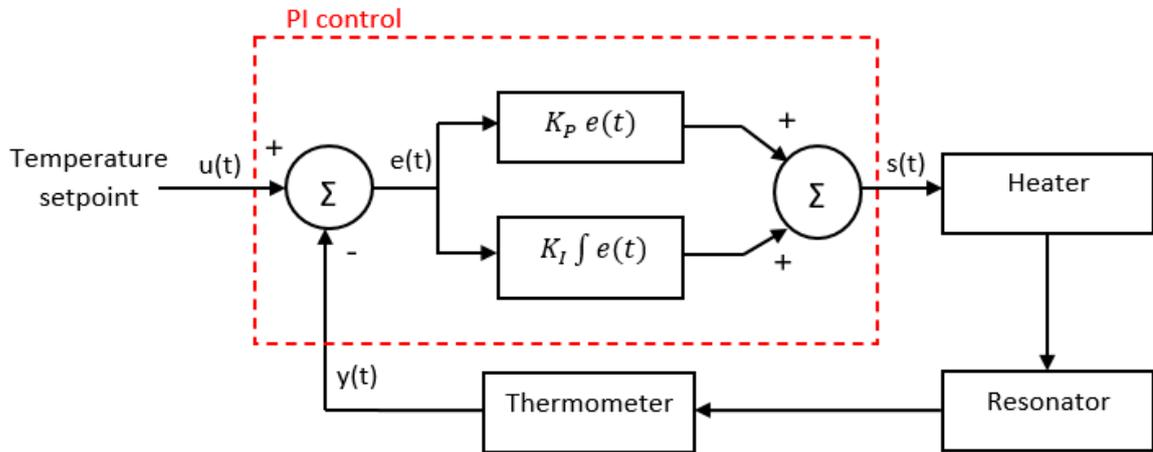 PI control
Temperature
setpoint
u(t)
+
Σ
-
e(t)
K_P e(t)
K_I ∫ e(t)
+
+
Σ
s(t)
Heater
y(t)
Thermometer
Resonator